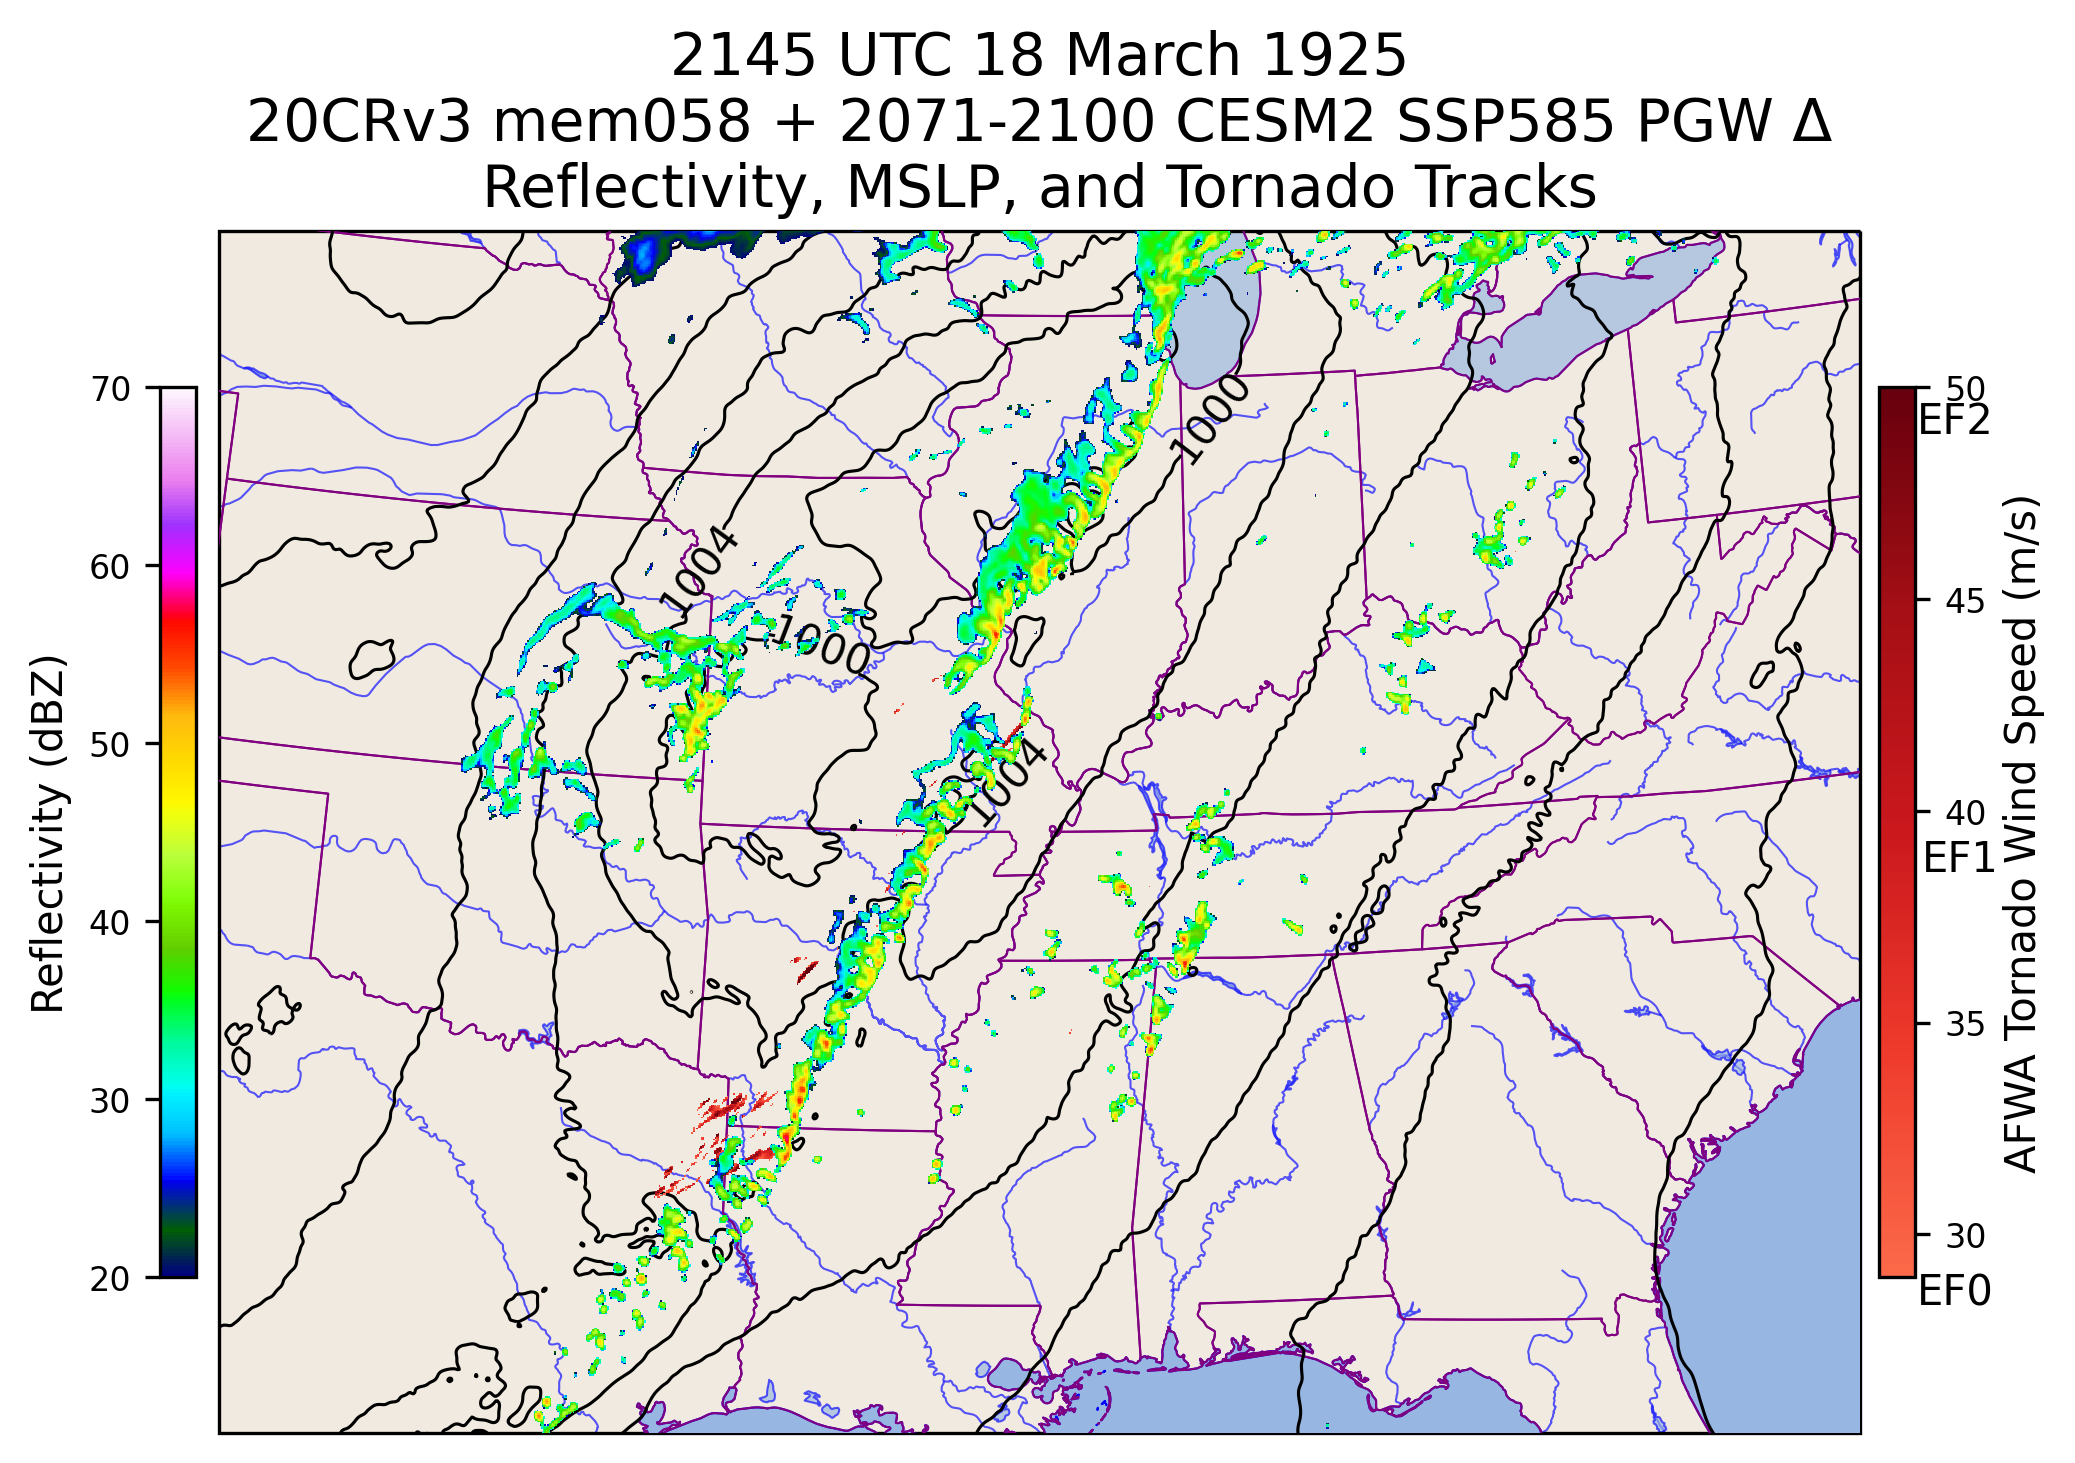 2145 UTC 18 March 1925
20CRv3 mem058 + 2071-2100 CESM2 SSP585 PGW Δ
Reflectivity, MSLP, and Tornado Tracks
70
60
50
40
30
20
Reflectivity (dBZ)
1000
1004
1000
1004
50
EF2
45
40
EF1
35
30
EF0
AFWA Tornado Wind Speed (m/s)